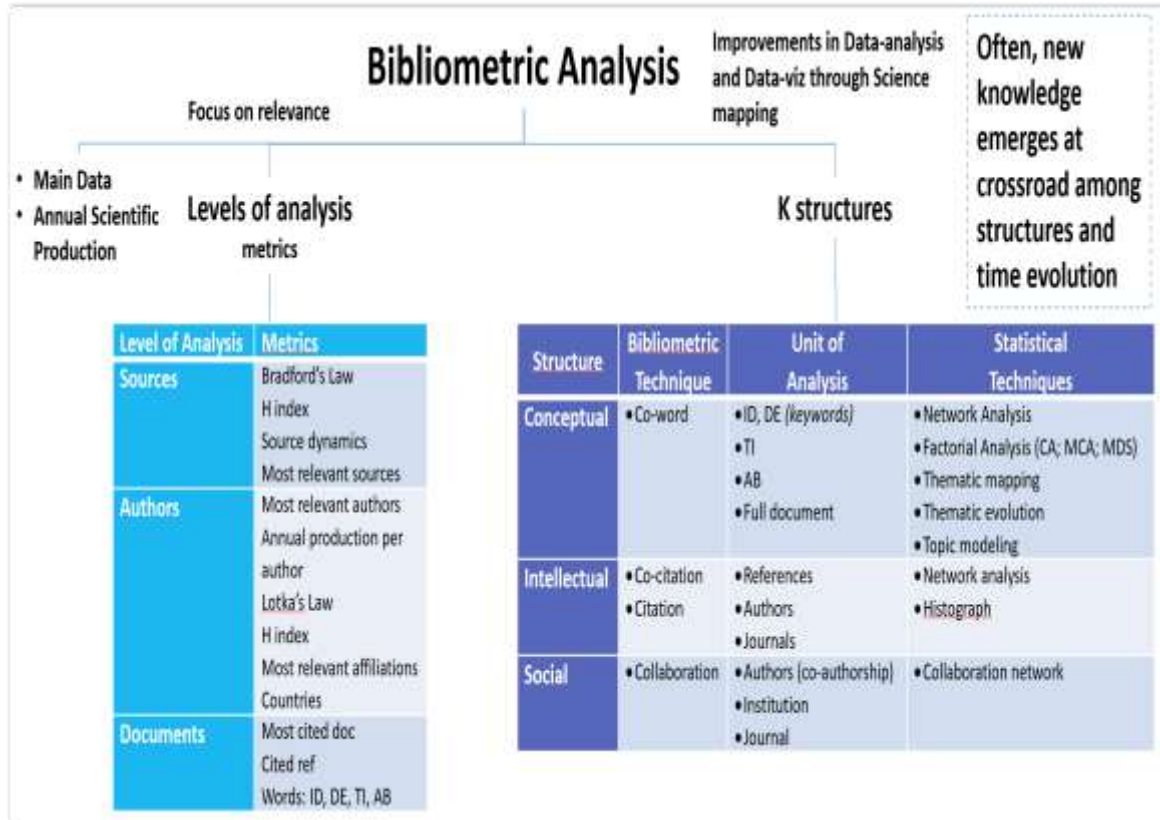 Bibliometric Analysis
Improvements in Data-analysis
and Data-viz through Science
mapping
Often, new
knowledge
emerges at
crossroad among
structures and
time evolution
Focus on relevance
• Main Data
• Annual Scientific
Production
Levels of analysis
metrics
K structures
Level of Analysis Metrics
Sources Bradford's Law
H index
Source dynamics
Most relevant sources
Authors Most relevant authors
Annual production per
author
Lotka's Law
H index
Most relevant affiliations
Countries
Documents Most cited doc
Cited ref
Words: ID, DE, TI, AB
Structure
Bibliometric
Technique
Unit of
Analysis
Statistical
Techniques
Conceptual
• Co-word
• ID, DE (keywords)
• TI
• AB
• Full document
• Network Analysis
• Factorial Analysis (CA; MCA; MDS)
• Thematic mapping
• Thematic evolution
• Topic modeling
Intellectual
• Co-citation
• Citation
• References
• Authors
• Journals
• Network analysis
• Histograph
Social
• Collaboration
• Authors (co-authorship)
• Institution
• Journal
• Collaboration network